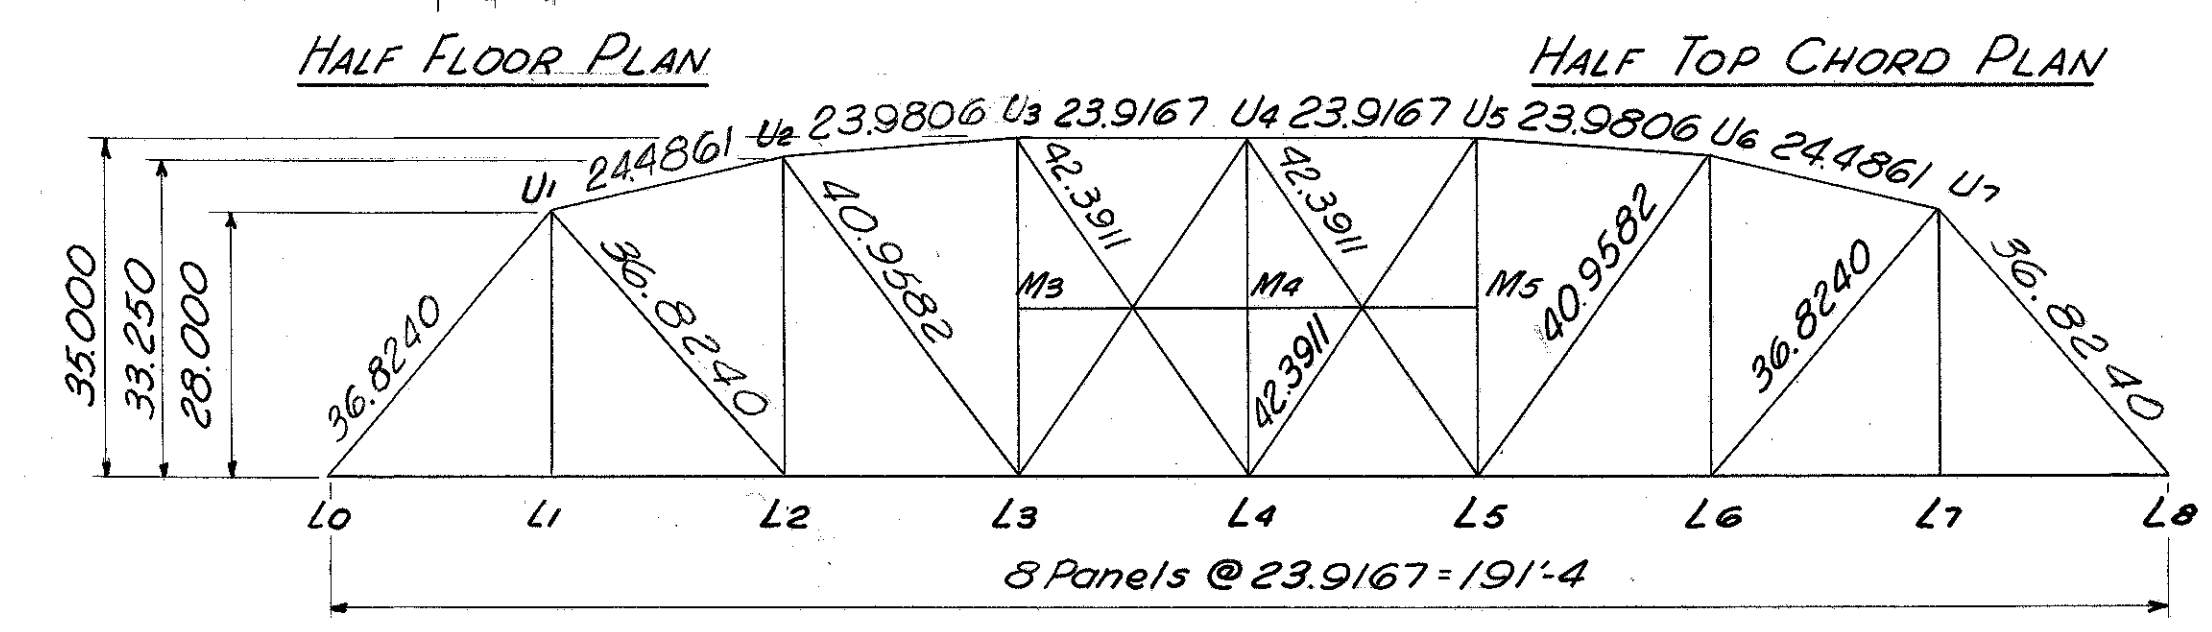 HALF FLOOR PLAN
HALF TOP CHORD PLAN
U1 24.4861 U2 23.9806 U3 23.9167 U4 23.9167 U5 23.9806 U6 24.4861 U7
35.000
33.250
28.000
36.8240
36.8240
40.9582
42.3911
42.3911
42.3911
40.9582
36.8240
36.8240
M3 M4 M5
L0 L1 L2 L3 L4 L5 L6 L7 L8
8 Panels @ 23.9167 = 191'-4